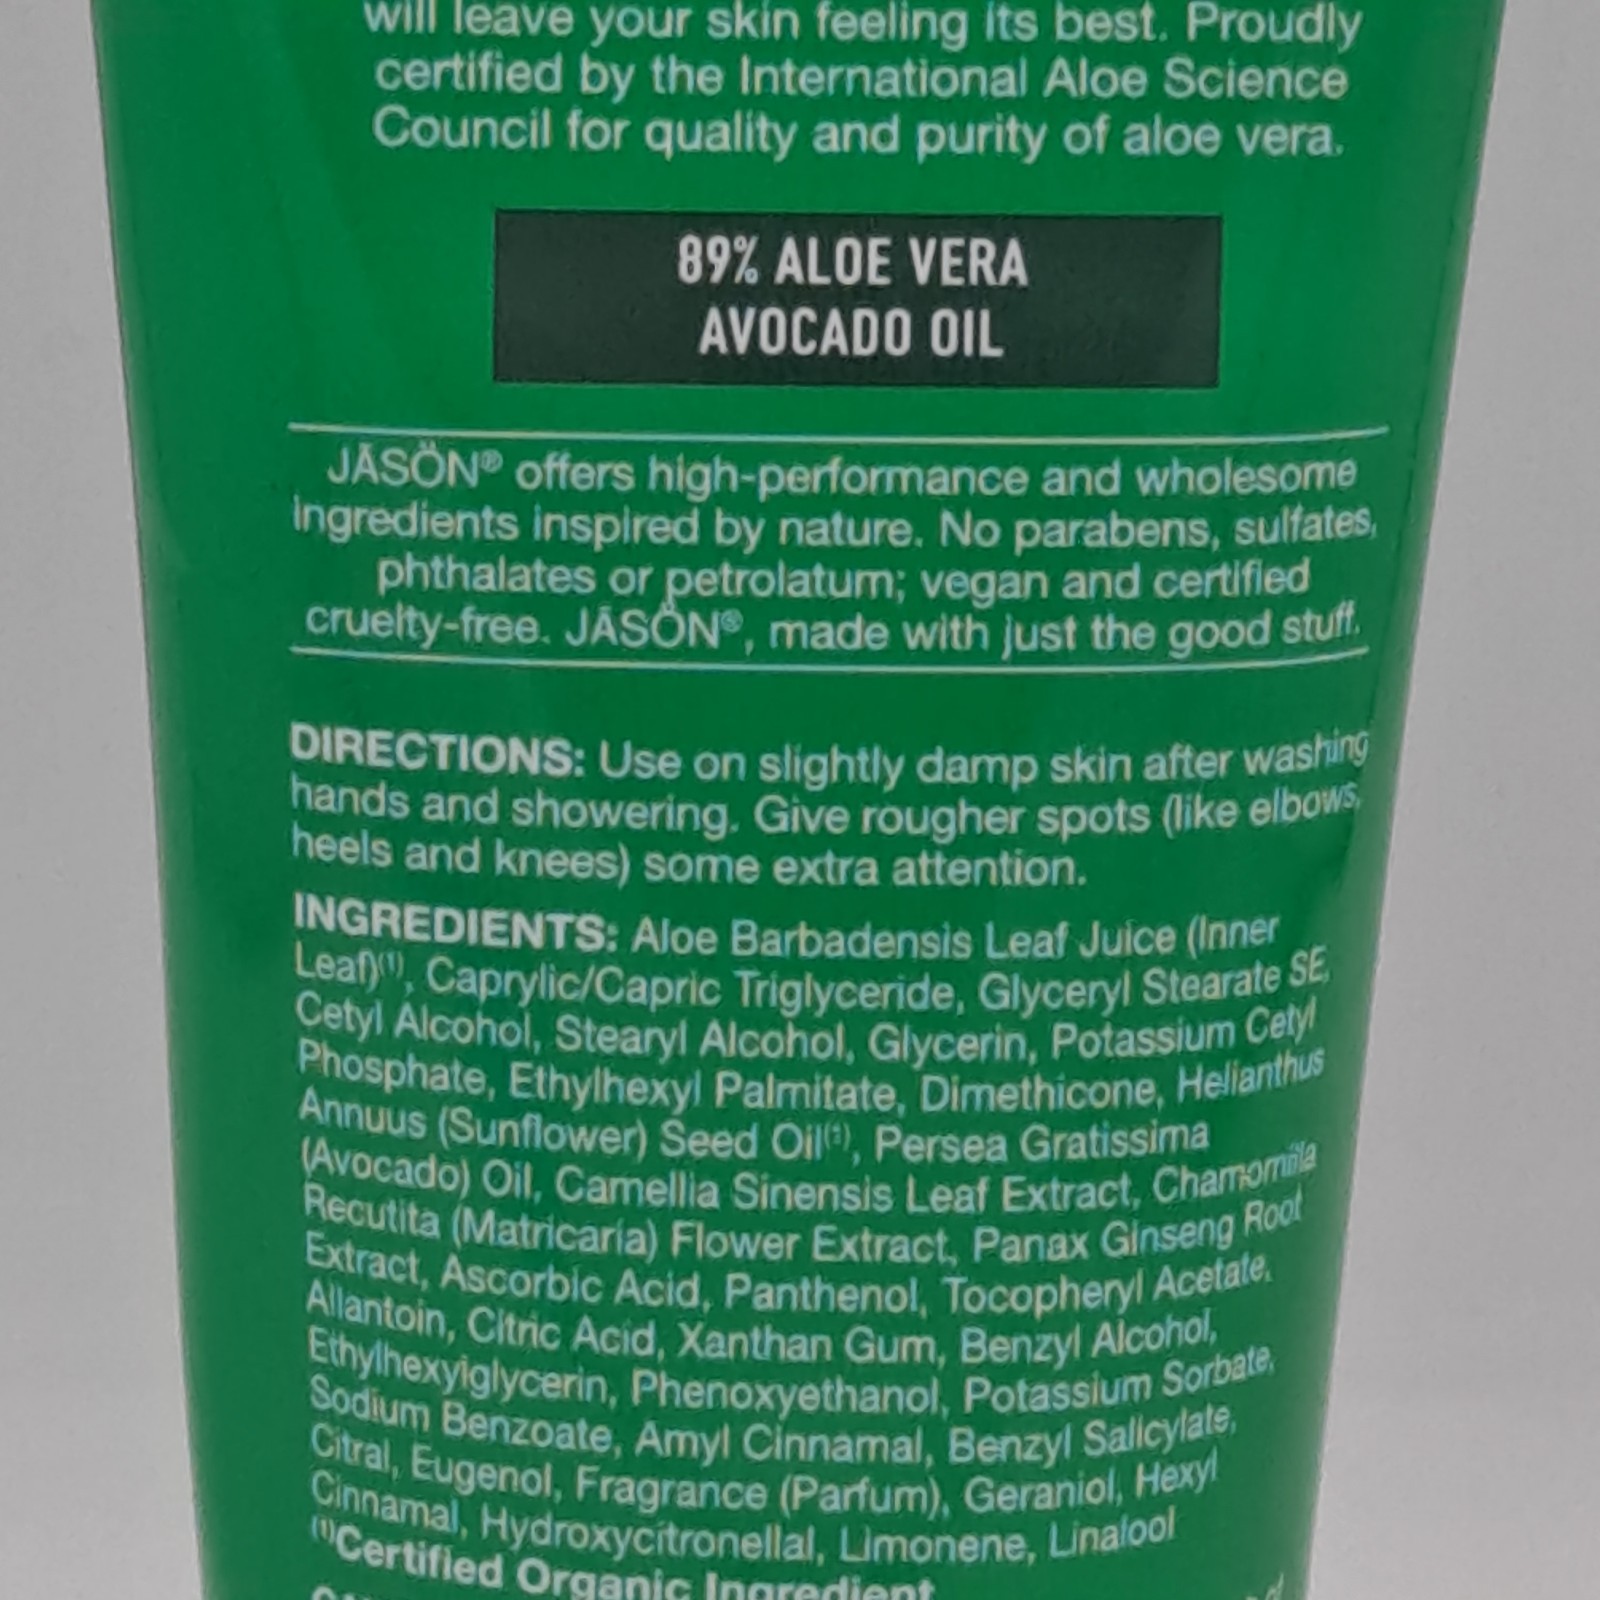 will leave your skin feeling its best. Proudly
certified by the International Aloe Science
Council for quality and purity of aloe vera.
89% ALOE VERA
AVOCADO OIL
JĀSÖN® offers high-performance and wholesome
ingredients inspired by nature. No parabens, sulfates,
phthalates or petrolatum; vegan and certified
cruelty-free. JĀSÖN®, made with just the good stuff.
DIRECTIONS: Use on slightly damp skin after washing
hands and showering. Give rougher spots (like elbows,
heels and knees) some extra attention.
INGREDIENTS: Aloe Barbadensis Leaf Juice (Inner
Leaf)⁽¹⁾, Caprylic/Capric Triglyceride, Glyceryl Stearate SE,
Cetyl Alcohol, Stearyl Alcohol, Glycerin, Potassium Cetyl
Phosphate, Ethylhexyl Palmitate, Dimethicone, Helianthus
Annuus (Sunflower) Seed Oil⁽¹⁾, Persea Gratissima
(Avocado) Oil, Camellia Sinensis Leaf Extract, Chamomilla
Recutita (Matricaria) Flower Extract, Panax Ginseng Root
Extract, Ascorbic Acid, Panthenol, Tocopheryl Acetate,
Allantoin, Citric Acid, Xanthan Gum, Benzyl Alcohol,
Ethylhexylglycerin, Phenoxyethanol, Potassium Sorbate,
Sodium Benzoate, Amyl Cinnamal, Benzyl Salicylate,
Citral, Eugenol, Fragrance (Parfum), Geraniol, Hexyl
Cinnamal, Hydroxycitronellal, Limonene, Linalool
⁽¹⁾Certified Organic Ingredient